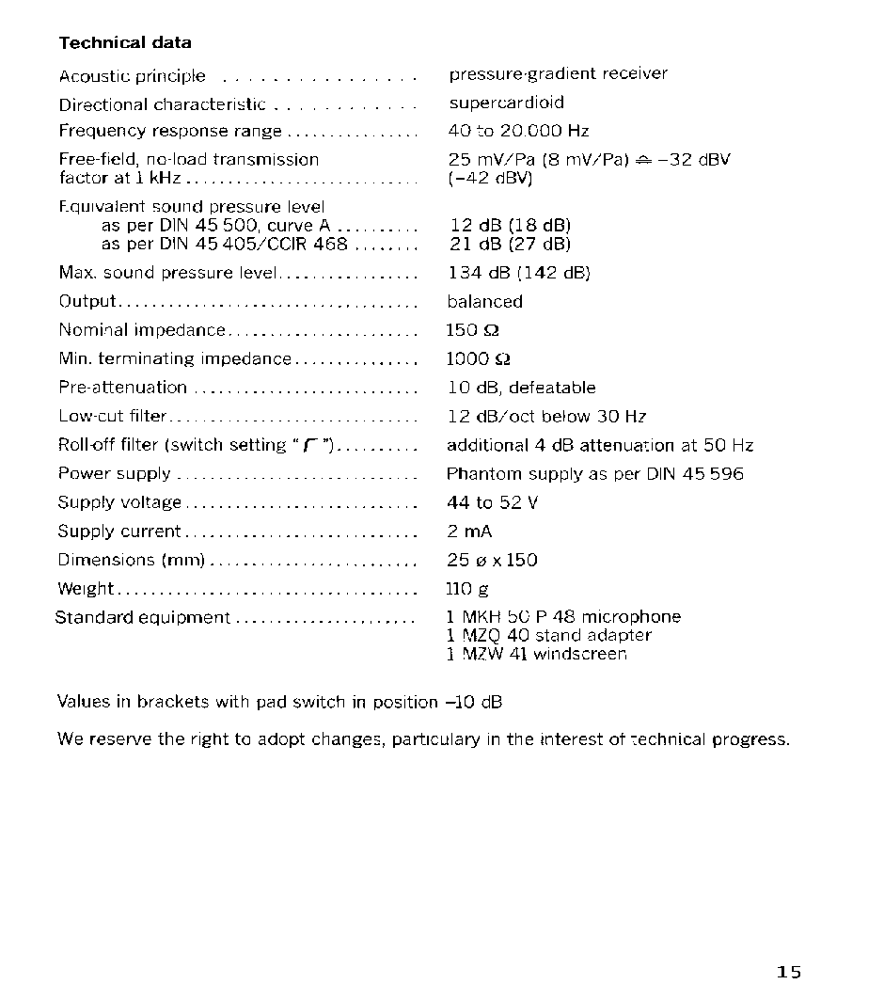 Technical data
Acoustic principle ................. pressure-gradient receiver
Directional characteristic ............ supercardioid
Frequency response range ................ 40 to 20.000 Hz
Free-field, no-load transmission 25 mV/Pa (8 mV/Pa) ≙ –32 dBV
factor at 1 kHz ............................ (–42 dBV)
Equivalent sound pressure level
as per DIN 45 500, curve A .......... 12 dB (18 dB)
as per DIN 45 405/CCIR 468 ........ 21 dB (27 dB)
Max. sound pressure level................. 134 dB (142 dB)
Output.................................... balanced
Nominal impedance....................... 150 Ω
Min. terminating impedance............... 1000 Ω
Pre-attenuation ........................... 10 dB, defeatable
Low-cut filter.............................. 12 dB/oct below 30 Hz
Roll-off filter (switch setting “ ”).......... additional 4 dB attenuation at 50 Hz
Power supply ............................. Phantom supply as per DIN 45 596
Supply voltage............................ 44 to 52 V
Supply current............................ 2 mA
Dimensions (mm)......................... 25 ø x 150
Weight.................................... 110 g
Standard equipment ...................... 1 MKH 50 P 48 microphone
1 MZQ 40 stand adapter
1 MZW 41 windscreen
Values in brackets with pad switch in position –10 dB
We reserve the right to adopt changes, particulary in the interest of technical progress.
15